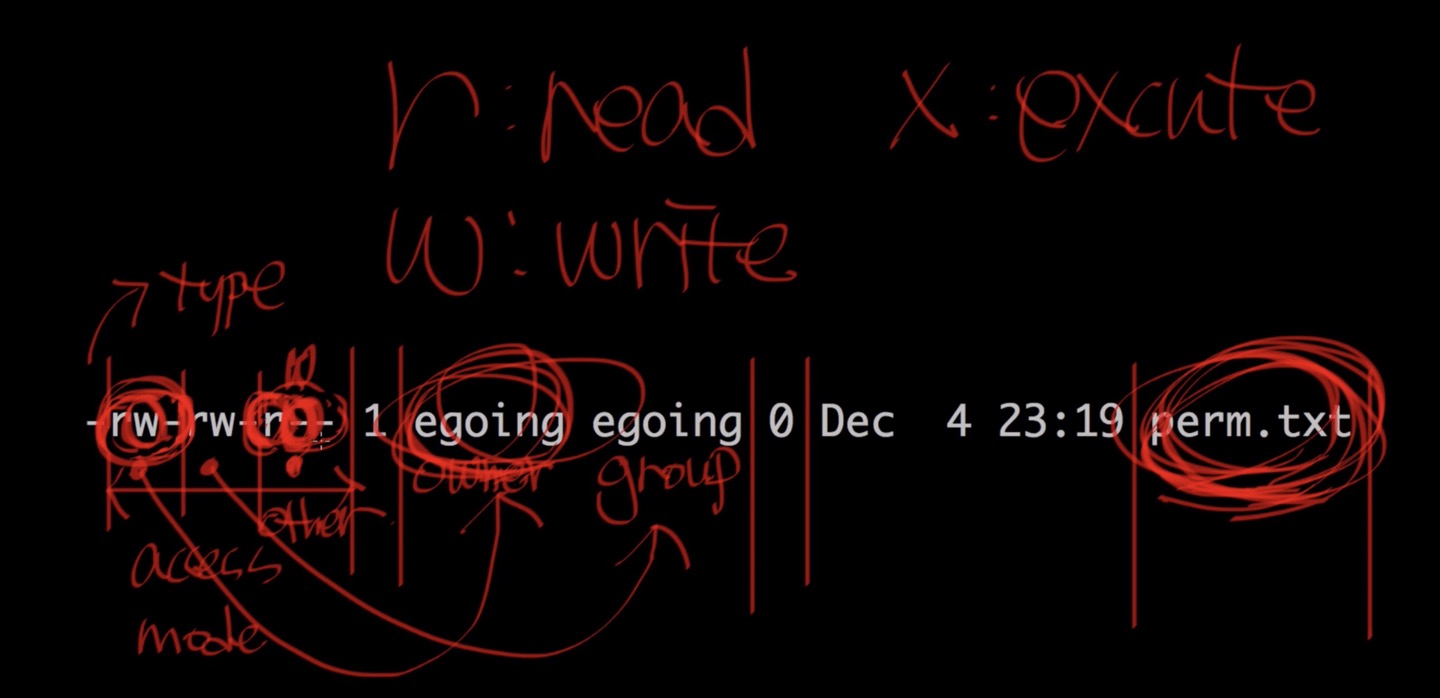 r : read x : excute
w : write
type
-rw-rw-r-- 1 egoing egoing 0 Dec  4 23:19 perm.txt
owner group
other
access
mode